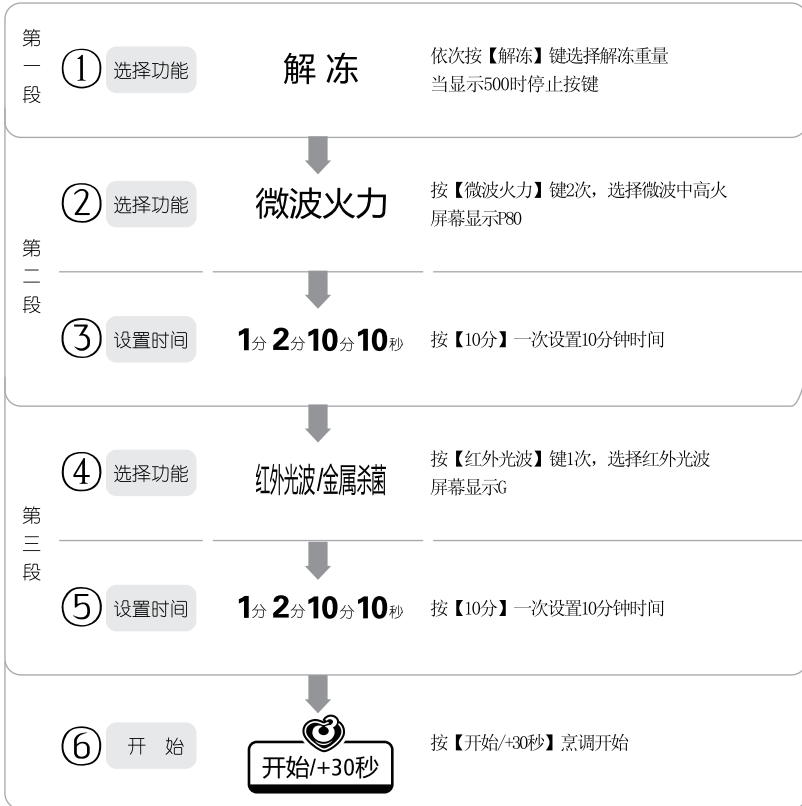 第一段
① 选择功能
解 冻
依次按【解冻】键选择解冻重量
当显示500时停止按键
第二段
② 选择功能
微波火力
按【微波火力】键2次，选择微波中高火
屏幕显示P80
③ 设置时间
1分 2分 10分 10秒
按【10分】一次设置10分钟时间
第三段
④ 选择功能
红外光波/金属杀菌
按【红外光波】键1次，选择红外光波
屏幕显示G
⑤ 设置时间
1分 2分 10分 10秒
按【10分】一次设置10分钟时间
⑥ 开 始
开始/+30秒
按【开始/+30秒】烹调开始